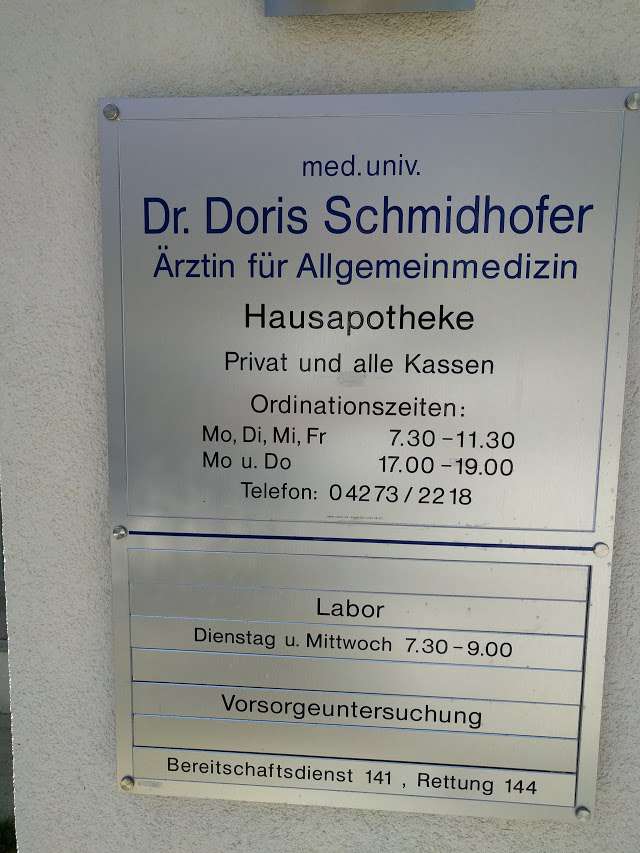 med.univ.
Dr. Doris Schmidhofer
Ärztin für Allgemeinmedizin
Hausapotheke
Privat und alle Kassen
Ordinationszeiten:
Mo, Di, Mi, Fr 7.30-11.30
Mo u. Do 17.00-19.00
Telefon: 04273/2218
Labor
Dienstag u. Mittwoch 7.30-9.00
Vorsorgeuntersuchung
Bereitschaftsdienst 141 , Rettung 144